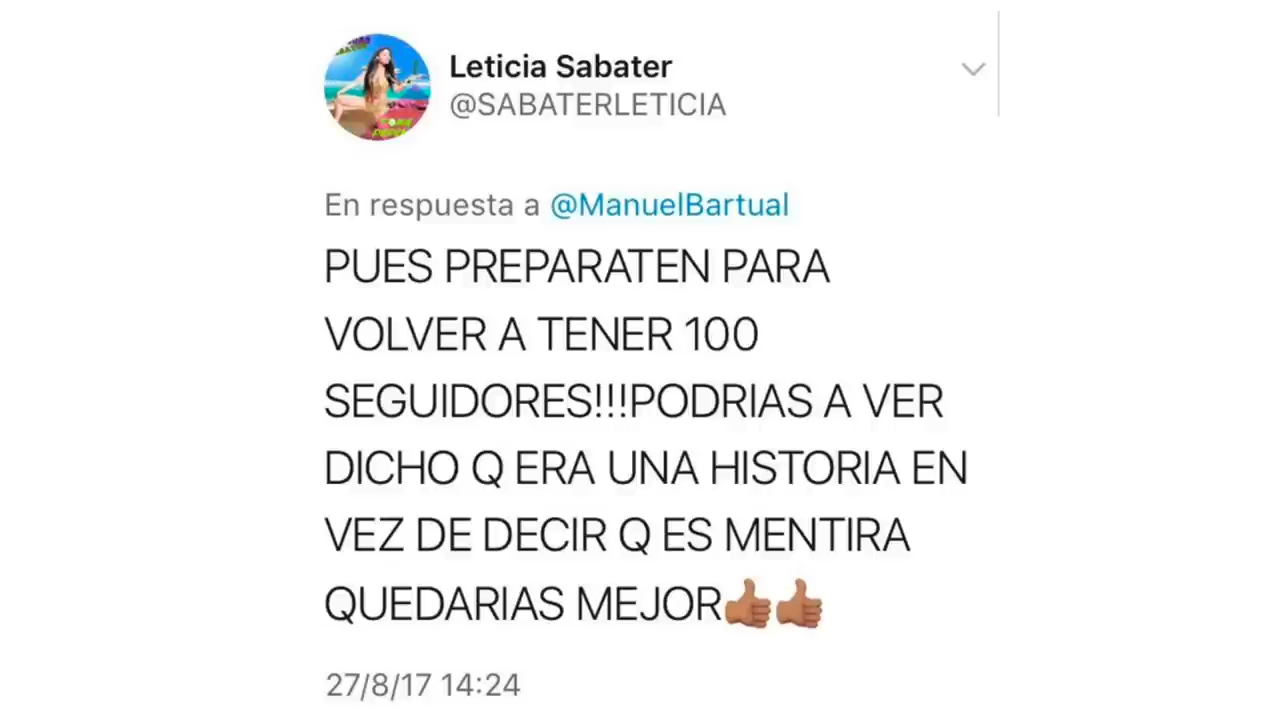 Leticia Sabater
@SABATERLETICIA
En respuesta a @ManuelBartual
PUES PREPARATEN PARA
VOLVER A TENER 100
SEGUIDORES!!!PODRIAS A VER
DICHO Q ERA UNA HISTORIA EN
VEZ DE DECIR Q ES MENTIRA
QUEDARIAS MEJOR👍🏽👍🏽
27/8/17 14:24